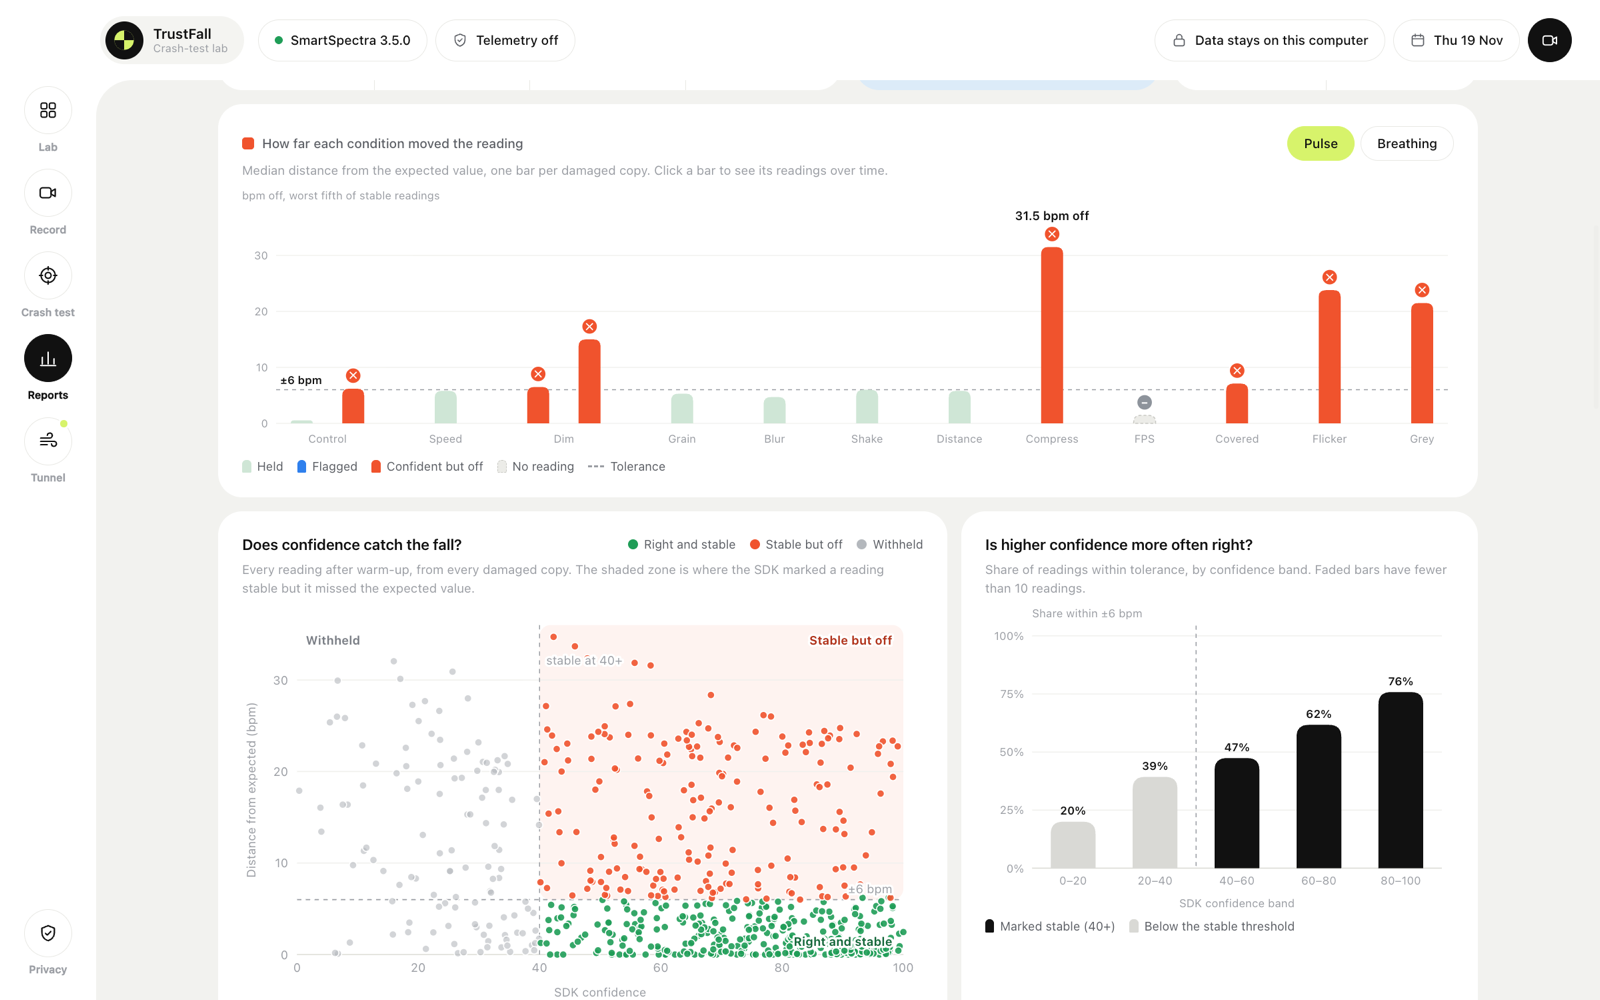 TrustFall
Crash-test lab
SmartSpectra 3.5.0
Telemetry off
Data stays on this computer
Thu 19 Nov
Lab
Record
Crash test
Reports
Tunnel
Privacy
How far each condition moved the reading
Pulse
Breathing
Median distance from the expected value, one bar per damaged copy. Click a bar to see its readings over time.
bpm off, worst fifth of stable readings
31.5 bpm off
30
20
10
±6 bpm
0
Control
Speed
Dim
Grain
Blur
Shake
Distance
Compress
FPS
Covered
Flicker
Grey
Held
Flagged
Confident but off
No reading
Tolerance
Does confidence catch the fall?
Right and stable
Stable but off
Withheld
Every reading after warm-up, from every damaged copy. The shaded zone is where the SDK marked a reading
stable but it missed the expected value.
Withheld
Stable but off
stable at 40+
30
20
10
0
Distance from expected (bpm)
±6 bpm
Right and stable
0
20
40
60
80
100
SDK confidence
Is higher confidence more often right?
Share of readings within tolerance, by confidence band. Faded bars have fewer
than 10 readings.
Share within ±6 bpm
100%
75%
50%
25%
0%
20%
39%
47%
62%
76%
0–20
20–40
40–60
60–80
80–100
SDK confidence band
Marked stable (40+)
Below the stable threshold